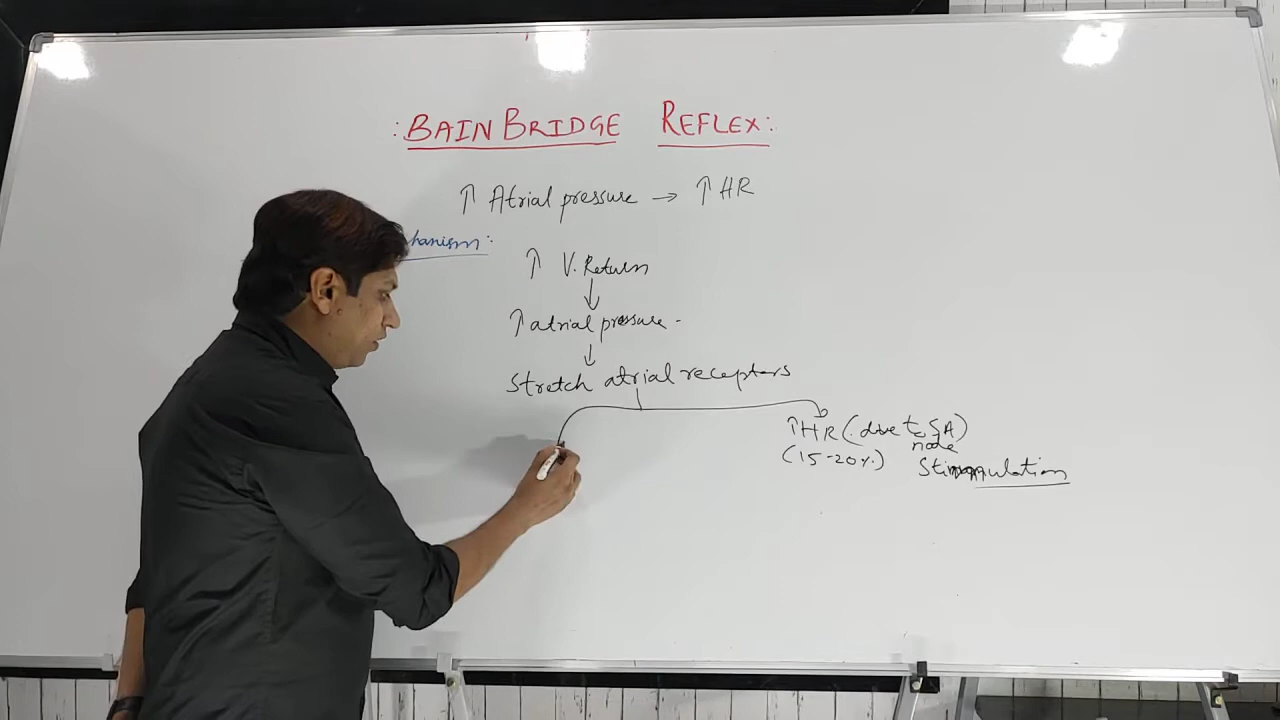 : BAINBRIDGE REFLEX:
↑ Atrial pressure → ↑ HR
hanism:
↑ V. Return
↓
↑ atrial pressure -
↓
Stretch atrial receptors
↑HR (due to SA)
node
(15-20%) Stimulation